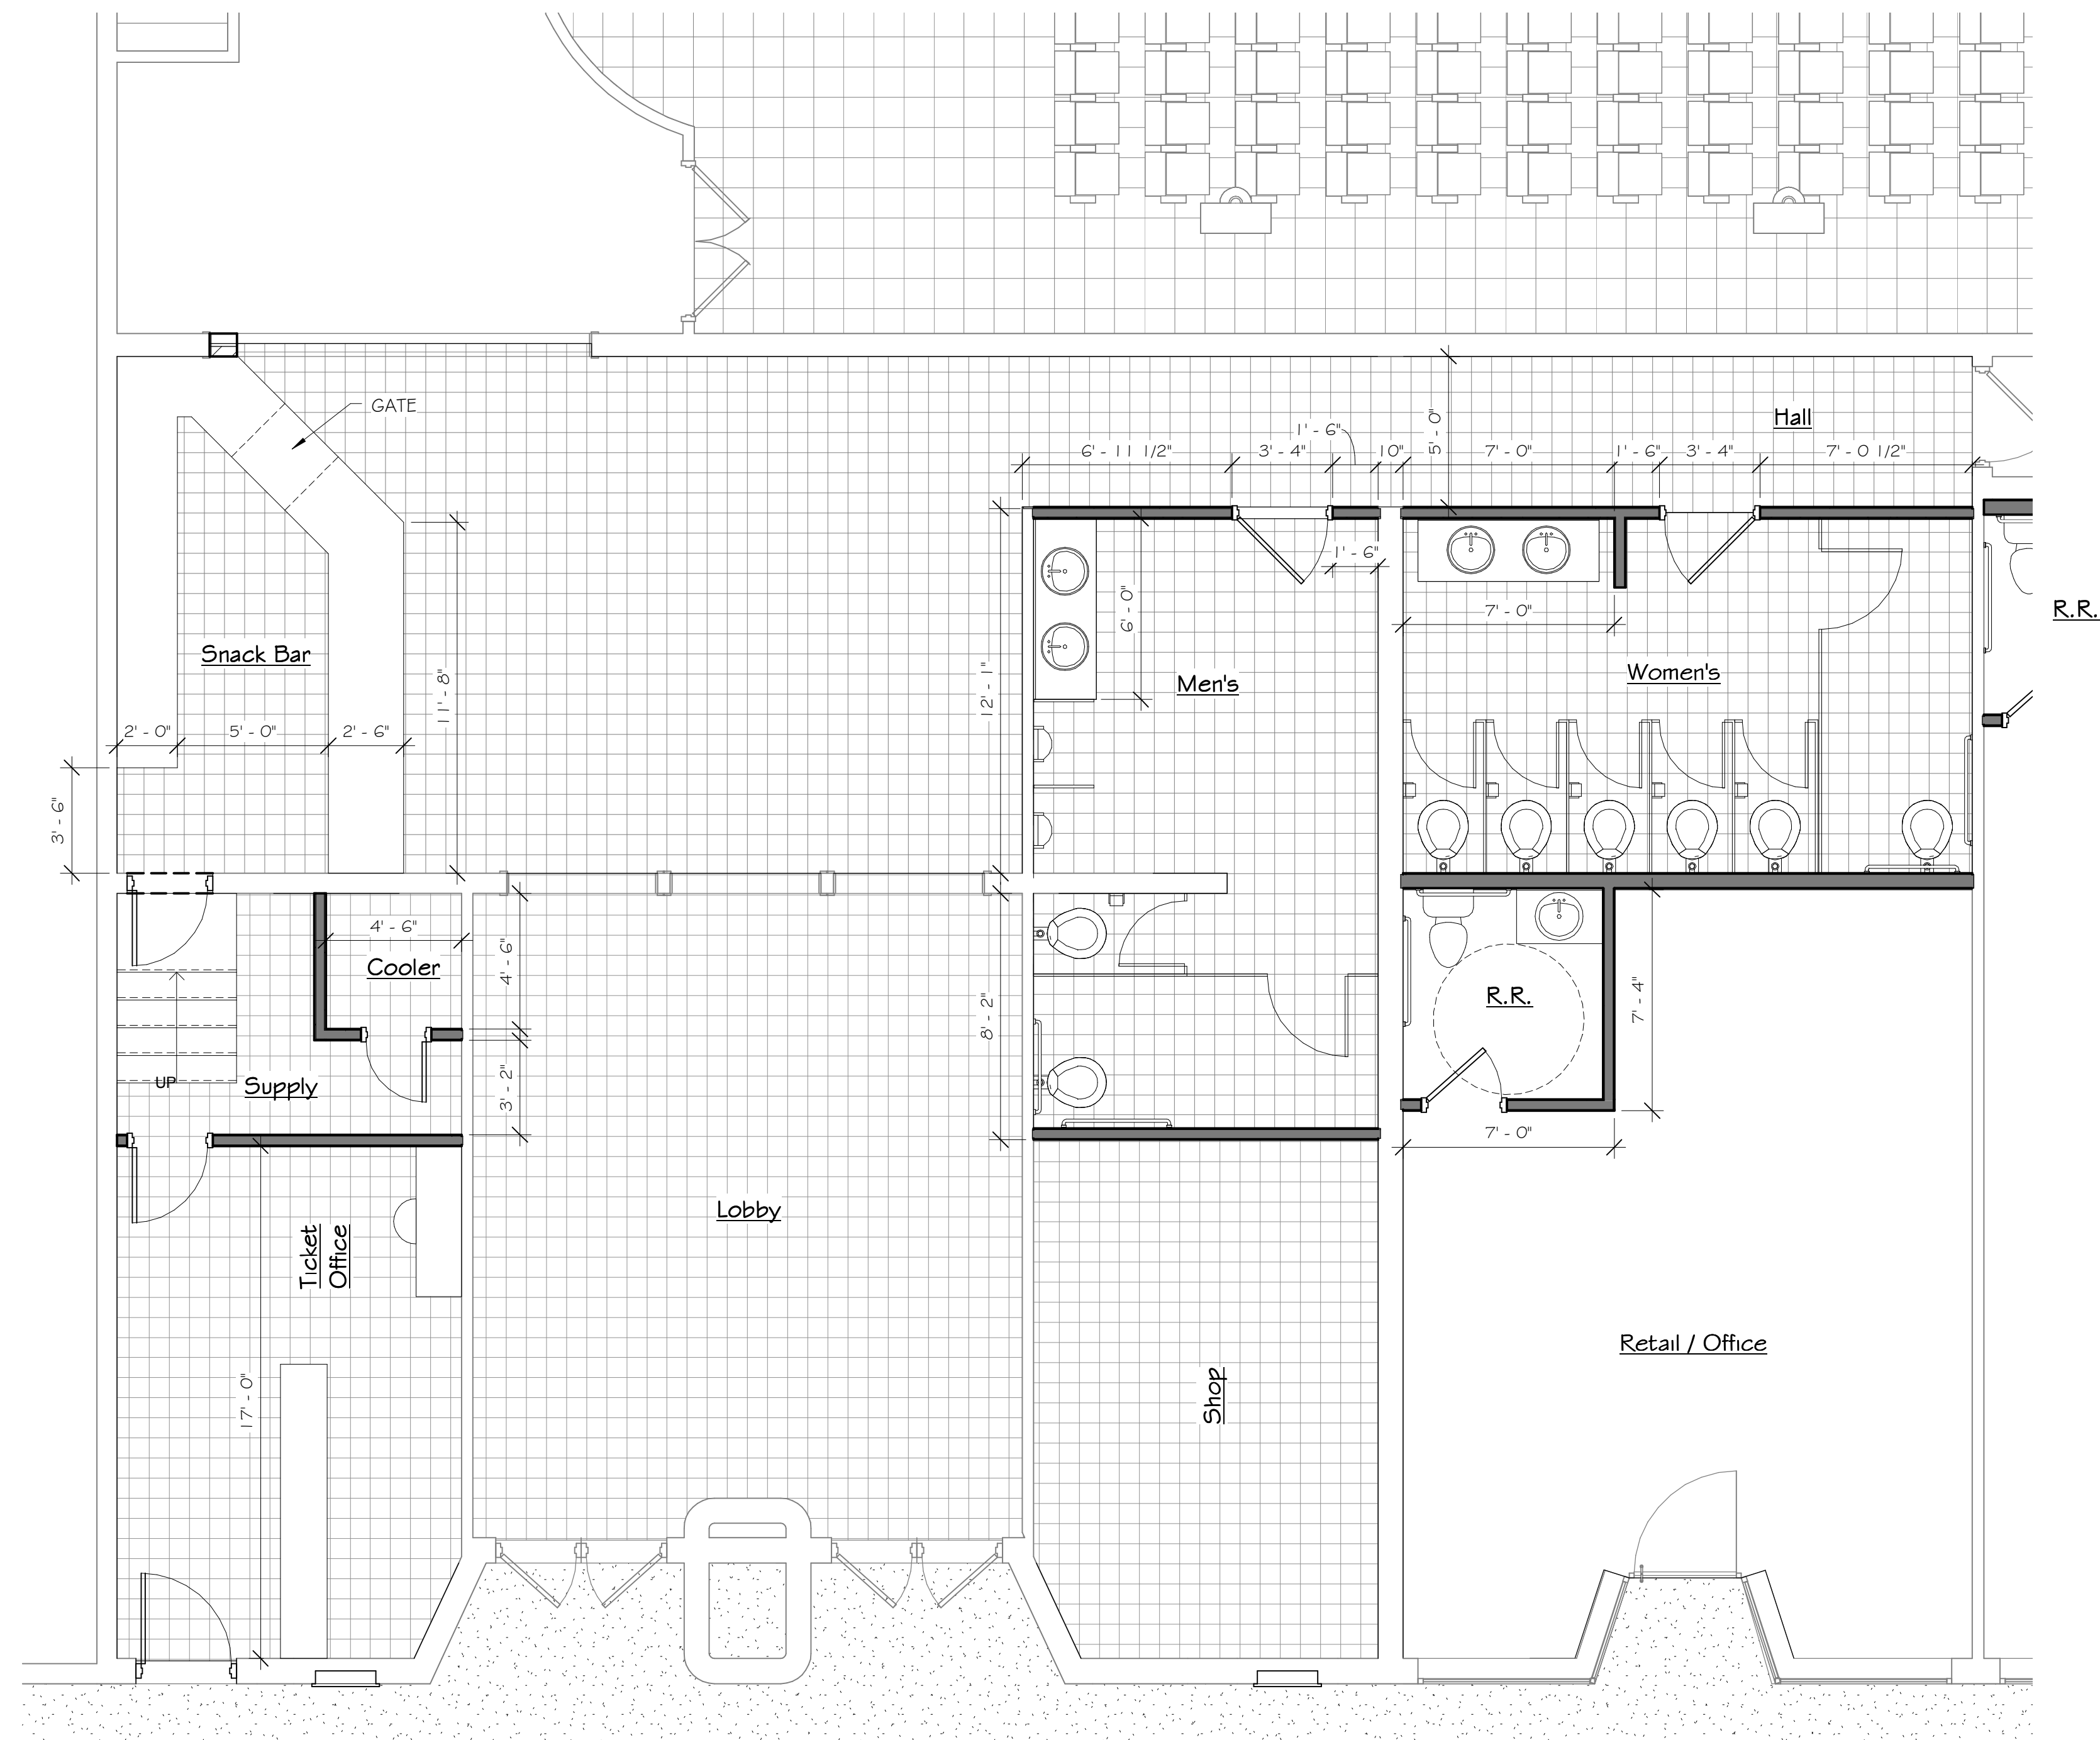 GATE
Hall
1' - 6"
5' - 0"
6' - 11 1/2"
3' - 4"
10"
7' - 0"
1' - 6"
3' - 4"
7' - 0 1/2"
1' - 6"
6' - 0"
7' - 0"
R.R.
Snack Bar
Men's
Women's
11' - 8"
12' - 1"
2' - 0"
5' - 0"
2' - 6"
3' - 6"
4' - 6"
Cooler
4' - 6"
8' - 2"
R.R.
7' - 4"
UP
Supply
3' - 2"
7' - 0"
Lobby
Ticket
Office
Retail / Office
17' - 0"
Shop